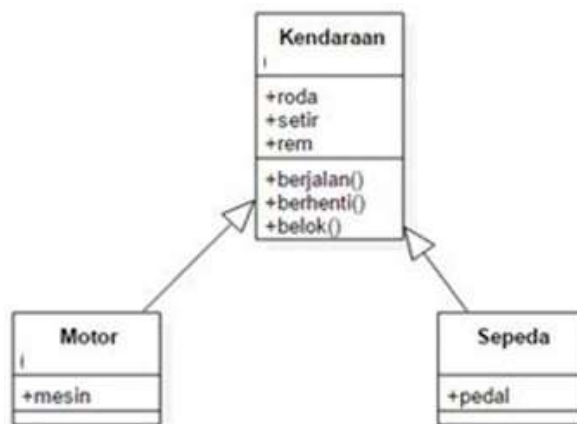 Kendaraan
+roda
+setir
+rem
+berjalan()
+berhenti()
+belok()
Motor
+mesin
Sepeda
+pedal